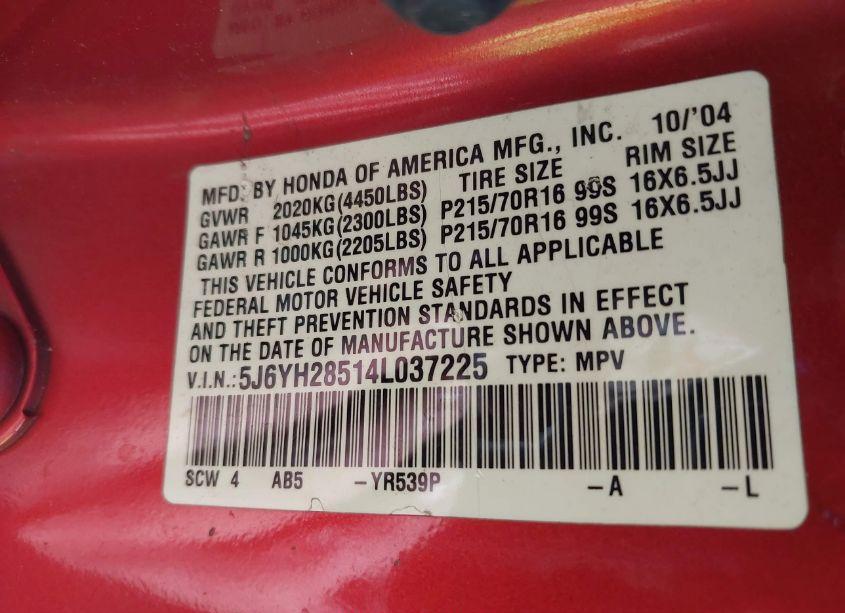 MFD. BY HONDA OF AMERICA MFG., INC. 10/'04
GVWR 2020KG(4450LBS) TIRE SIZE RIM SIZE
GAWR F 1045KG(2300LBS) P215/70R16 99S 16X6.5JJ
GAWR R 1000KG(2205LBS) P215/70R16 99S 16X6.5JJ
THIS VEHICLE CONFORMS TO ALL APPLICABLE
FEDERAL MOTOR VEHICLE SAFETY
AND THEFT PREVENTION STANDARDS IN EFFECT
ON THE DATE OF MANUFACTURE SHOWN ABOVE.
V.I.N.:5J6YH28514L037225 TYPE: MPV
SCW 4 AB5 -YR539P -A -L